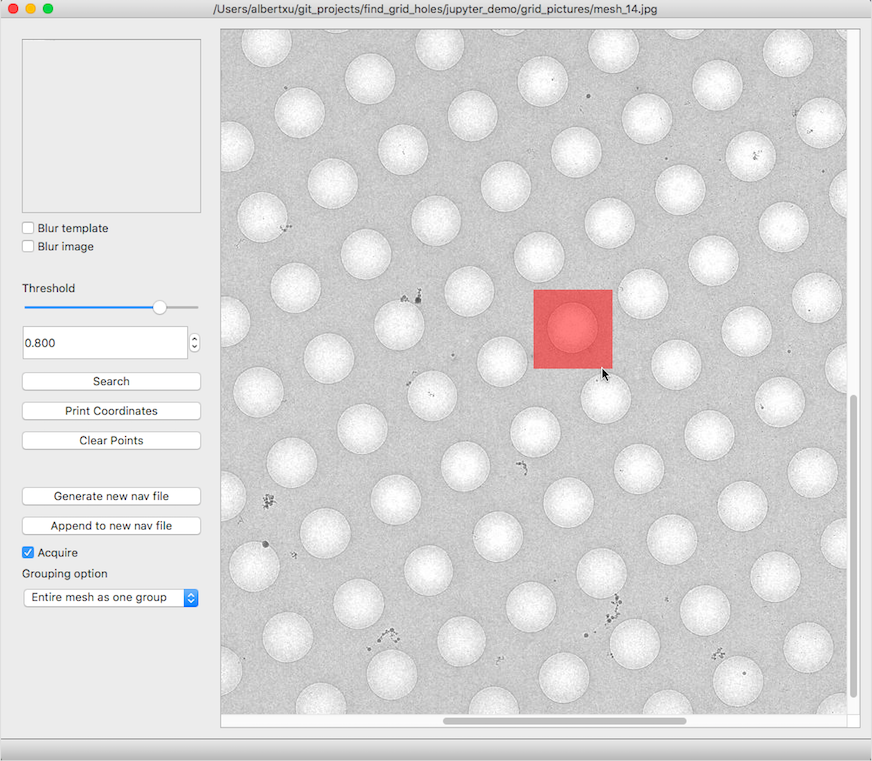 /Users/albertxu/git_projects/find_grid_holes/jupyter_demo/grid_pictures/mesh_14.jpg
Blur template
Blur image
Threshold
0.800
Search
Print Coordinates
Clear Points
Generate new nav file
Append to new nav file
Acquire
Grouping option
Entire mesh as one group